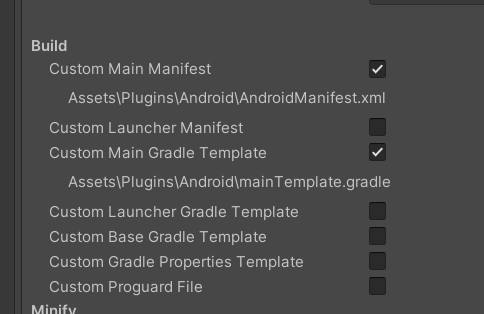 Build
Custom Main Manifest
Assets\Plugins\Android\AndroidManifest.xml
Custom Launcher Manifest
Custom Main Gradle Template
Assets\Plugins\Android\mainTemplate.gradle
Custom Launcher Gradle Template
Custom Base Gradle Template
Custom Gradle Properties Template
Custom Proguard File
Minify